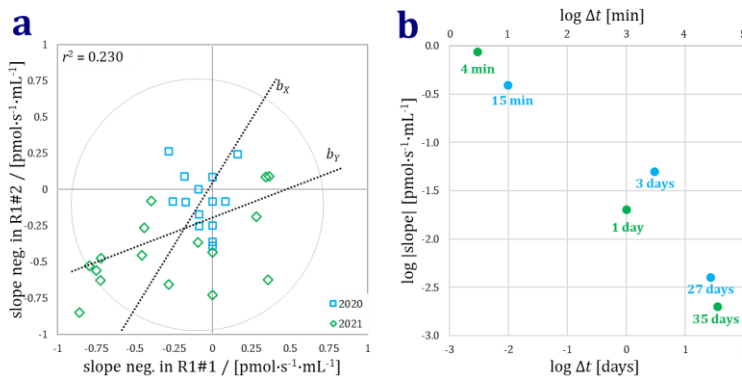 a
slope neg. in R1#2 / [pmol·s⁻¹·mL⁻¹]
1
0.75
0.5
0.25
0
-0.25
-0.5
-0.75
-1
r² = 0.230
bX
bY
2020
2021
-1 -0.75 -0.5 -0.25 0 0.25 0.5 0.75 1
slope neg. in R1#1 / [pmol·s⁻¹·mL⁻¹]
b
log Δt [min]
0 1 2 3 4 5
log |slope| [pmol·s⁻¹·mL⁻¹]
0.0
-0.5
-1.0
-1.5
-2.0
-2.5
-3.0
4 min
15 min
3 days
1 day
27 days
35 days
-3 -2 -1 0 1 2
log Δt [days]